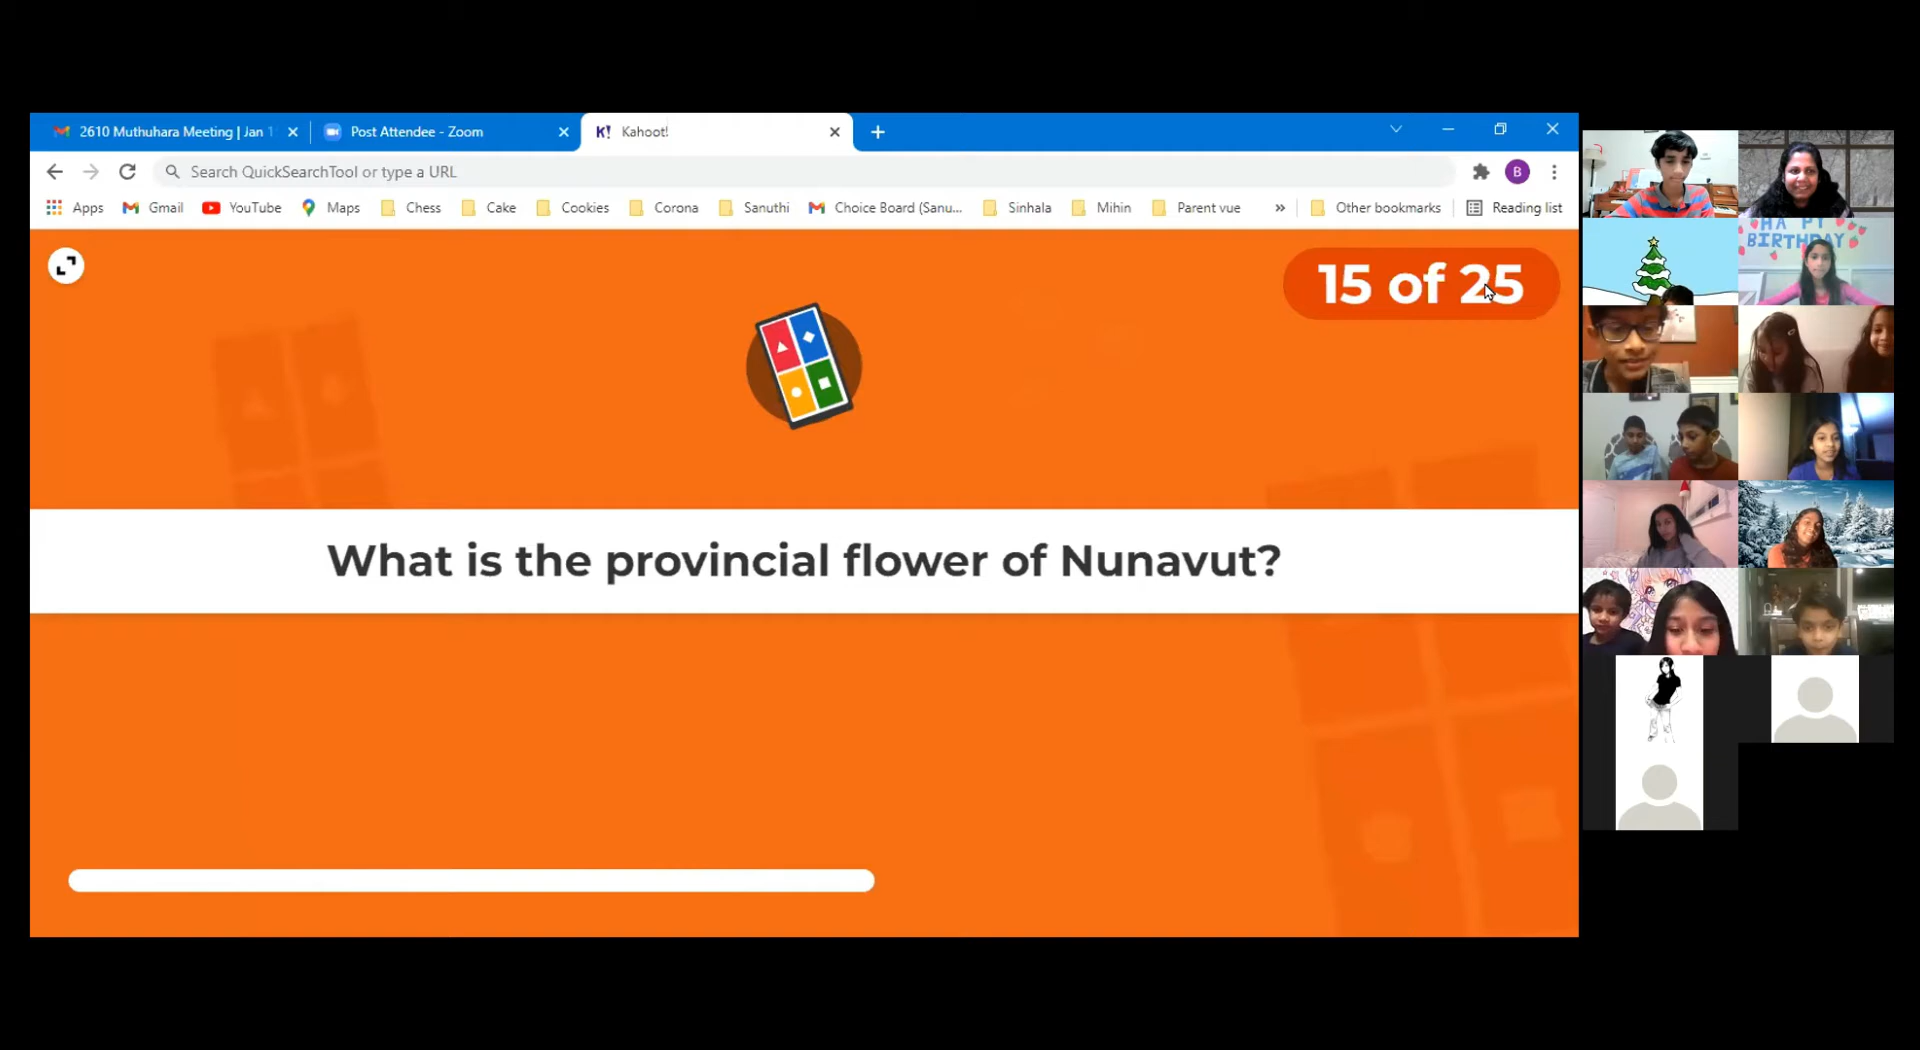 2610 Muthuhara Meeting | Jan 1
Post Attendee - Zoom
K! Kahoot!
Search QuickSearchTool or type a URL
B
Apps Gmail YouTube Maps Chess Cake Cookies Corona Sanuthi Choice Board (Sanu... Sinhala Mihin Parent vue » Other bookmarks Reading list
15 of 25
What is the provincial flower of Nunavut?
HAPPY
BIRTHDAY